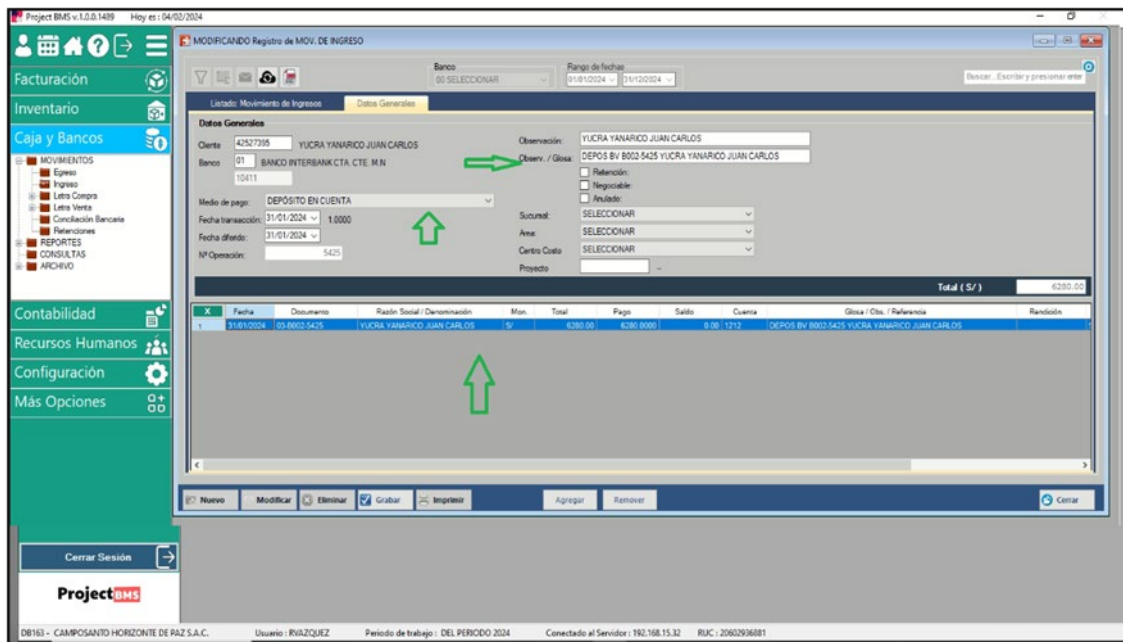 Project BMS v.1.0.0.1489 Hoy es : 04/02/2024
Facturación
Inventario
Caja y Bancos
MOVIMIENTOS
Egreso
Ingreso
Letra Compra
Letra Venta
Conciliación Bancaria
Retenciones
REPORTES
CONSULTAS
ARCHIVO
Contabilidad
Recursos Humanos
Configuración
Más Opciones
Cerrar Sesión
Project BMS
MODIFICANDO Registro de MOV. DE INGRESO
Banco
00 SELECCIONAR
Rango de fechas
01/01/2024 31/12/2024
Buscar...Escribir y presionar enter
Listado: Movimiento de Ingresos Datos Generales
Datos Generales
Cliente 42527395 YUCRA YANARICO JUAN CARLOS
Banco 01 BANCO INTERBANK CTA. CTE. M.N
10411
Medio de pago: DEPÓSITO EN CUENTA
Fecha transacción: 31/01/2024 1.0000
Fecha diferido: 31/01/2024
Nº Operación: 5425
Observación: YUCRA YANARICO JUAN CARLOS
Observ. / Glosa: DEPOS BV B002-5425 YUCRA YANARICO JUAN CARLOS
Retención:
Negociable:
Anulado:
Sucursal: SELECCIONAR
Area: SELECCIONAR
Centro Costo SELECCIONAR
Proyecto
Total ( S/ ) 6280.00
X Fecha Documento Razón Social / Denominación Mon. Total Pago Saldo Cuenta Glosa / Obs. / Referencia Rendición
1 31/01/2024 03-B002-5425 YUCRA YANARICO JUAN CARLOS S/ 6280.00 6280.0000 0.00 1212 DEPOS BV B002-5425 YUCRA YANARICO JUAN CARLOS
Nuevo Modificar Eliminar Grabar Imprimir Agregar Remover Cerrar
DB163 - CAMPOSANTO HORIZONTE DE PAZ S.A.C. Usuario : RVAZQUEZ Periodo de trabajo : DEL PERIODO 2024 Conectado al Servidor : 192.168.15.32 RUC : 20602936881